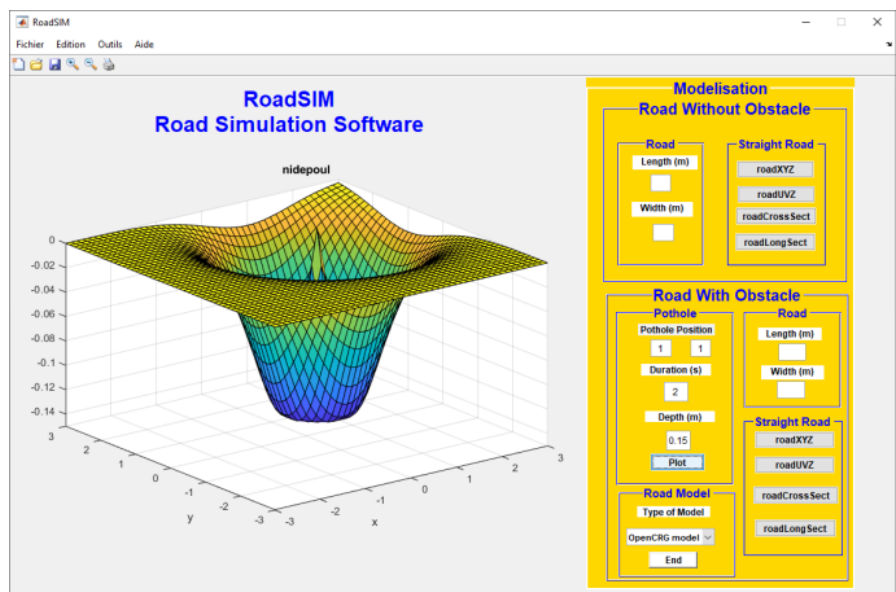 RoadSIM
Fichier Edition Outils Aide
RoadSIM
Road Simulation Software
nidepoul
0
-0.02
-0.04
-0.06
-0.08
-0.1
-0.12
-0.14
3
2
1
0
-1
-2
-3
y
-3
-2
-1
0
1
2
3
x
Modelisation
Road Without Obstacle
Road
Length (m)
Width (m)
Straight Road
roadXYZ
roadUVZ
roadCrossSect
roadLongSect
Road With Obstacle
Pothole
Pothole Position
1 1
Duration (s)
2
Depth (m)
0.15
Plot
Road
Length (m)
Width (m)
Straight Road
roadXYZ
roadUVZ
roadCrossSect
roadLongSect
Road Model
Type of Model
OpenCRG model
End